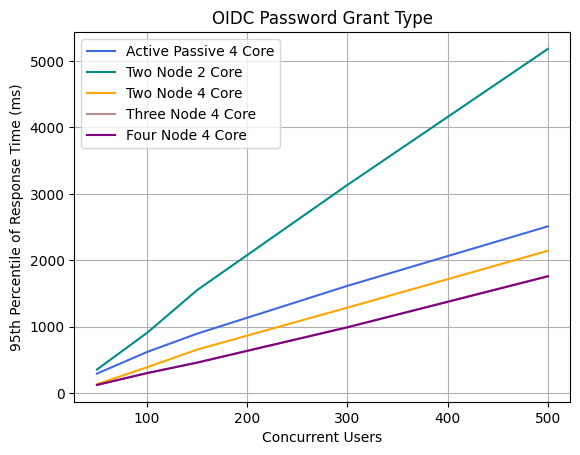 OIDC Password Grant Type
Active Passive 4 Core
Two Node 2 Core
Two Node 4 Core
Three Node 4 Core
Four Node 4 Core
95th Percentile of Response Time (ms)
5000
4000
3000
2000
1000
0
100 200 300 400 500
Concurrent Users